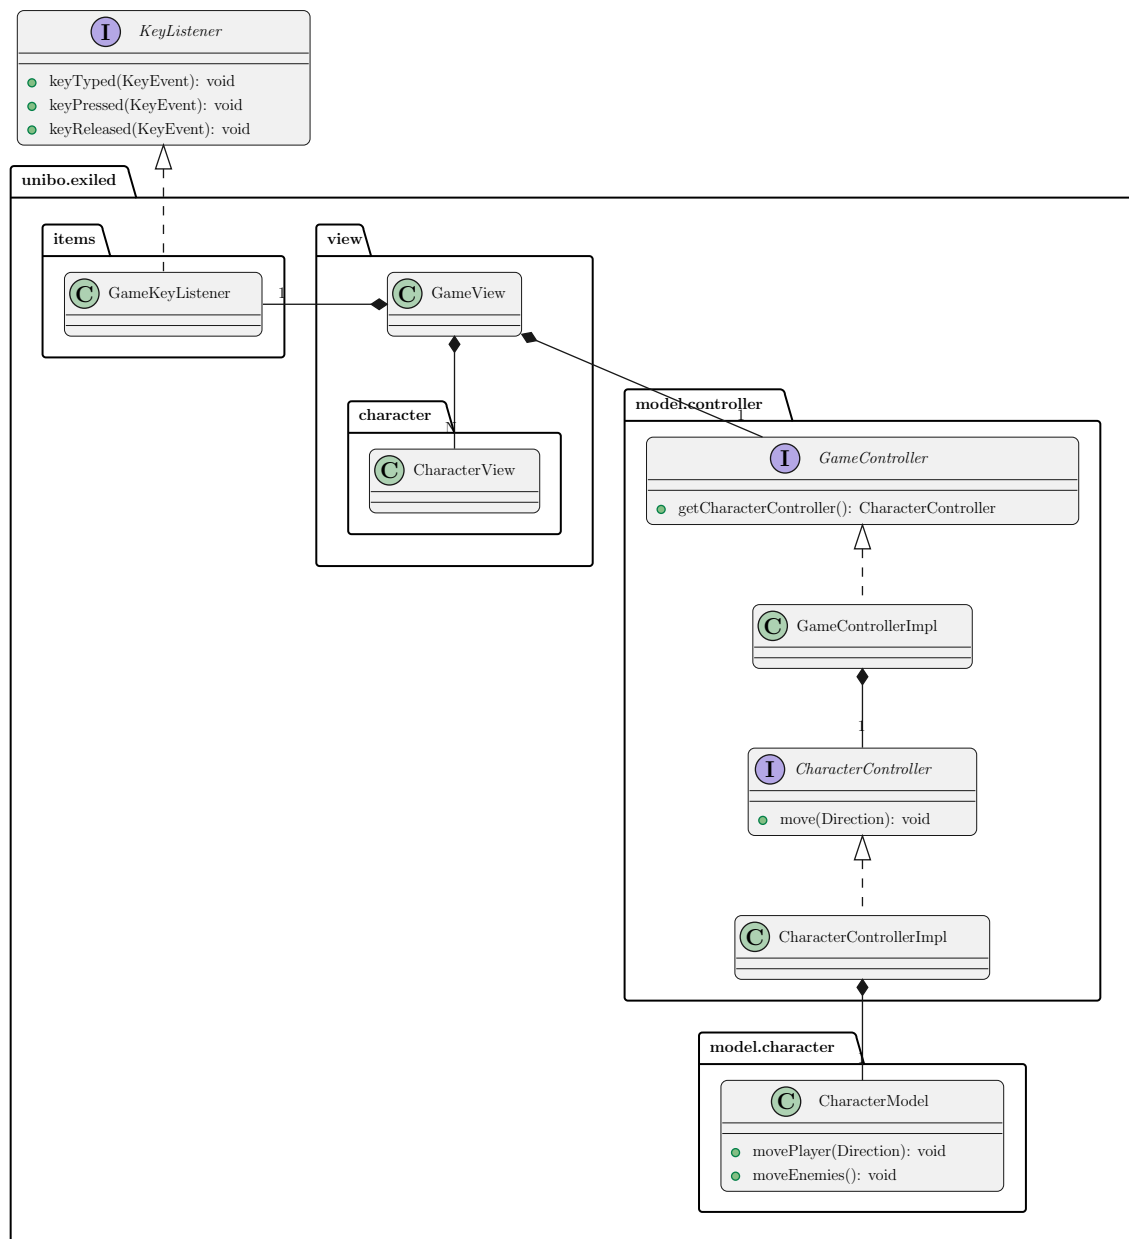 I KeyListener
keyTyped(KeyEvent): void
keyPressed(KeyEvent): void
keyReleased(KeyEvent): void
unibo.exiled
items
view
C GameKeyListener
1
C GameView
model.controller
1
character
N
C CharacterView
I GameController
getCharacterController(): CharacterController
C GameControllerImpl
1
I CharacterController
move(Direction): void
C CharacterControllerImpl
model.character
C CharacterModel
movePlayer(Direction): void
moveEnemies(): void